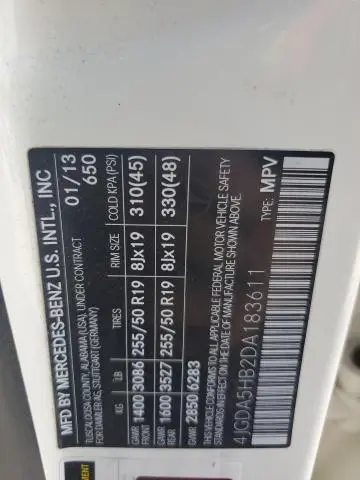 MFD BY MERCEDES-BENZ U.S. INTL., INC
TUSCALOOSA COUNTY, ALABAMA (USA), UNDER CONTRACT
FOR DAIMLER AG, STUTTGART (GERMANY)
01/13
650
KG LB TIRES RIM SIZE COLD KPA (PSI)
GAWR FRONT 1400 3086 255/50 R19 8Jx19 310(45)
GAWR REAR 1600 3527 255/50 R19 8Jx19 330(48)
GVWR 2850 6283
THIS VEHICLE CONFORMS TO ALL APPLICABLE FEDERAL MOTOR VEHICLE SAFETY
STANDARDS IN EFFECT ON THE DATE OF MANUFACTURE SHOWN ABOVE.
4JGDA5HB2DA183611
TYPE: MPV